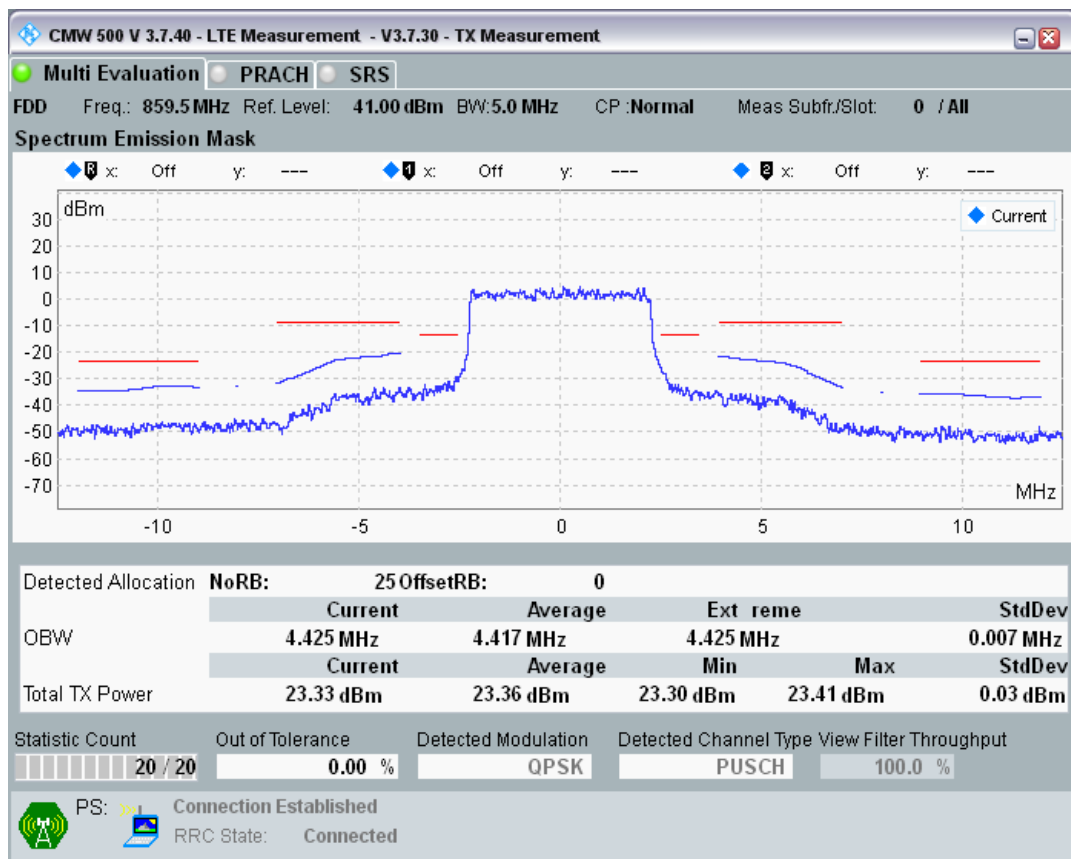 CMW 500 V 3.7.40 - LTE Measurement - V3.7.30 - TX Measurement
Multi Evaluation PRACH SRS
FDD Freq.: 859.5 MHz Ref. Level: 41.00 dBm BW:5.0 MHz CP :Normal Meas Subfr./Slot: 0 / All
Spectrum Emission Mask
R x: Off y: --- 1 x: Off y: --- 2 x: Off y: ---
dBm
Current
30
20
10
0
-10
-20
-30
-40
-50
-60
-70
MHz
-10 -5 0 5 10
Detected Allocation NoRB: 25 OffsetRB: 0
Current Average Ext reme StdDev
OBW 4.425 MHz 4.417 MHz 4.425 MHz 0.007 MHz
Current Average Min Max StdDev
Total TX Power 23.33 dBm 23.36 dBm 23.30 dBm 23.41 dBm 0.03 dBm
Statistic Count Out of Tolerance Detected Modulation Detected Channel Type View Filter Throughput
20 / 20 0.00 % QPSK PUSCH 100.0 %
PS: Connection Established
RRC State: Connected